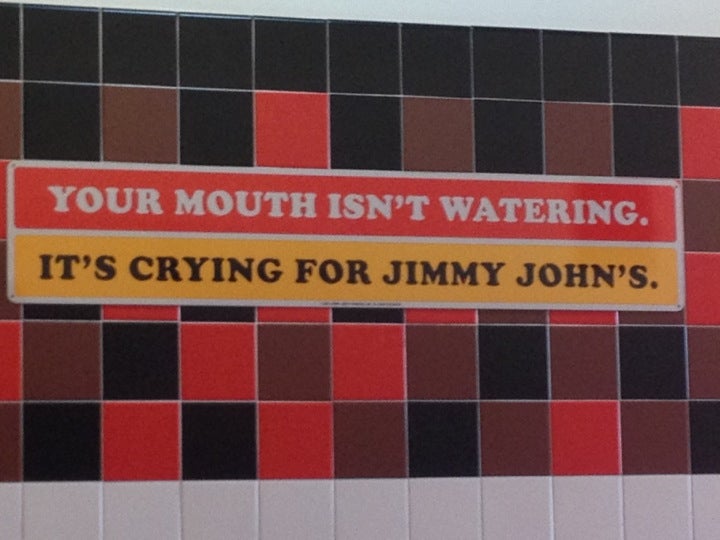 YOUR MOUTH ISN'T WATERING.
IT'S CRYING FOR JIMMY JOHN'S.